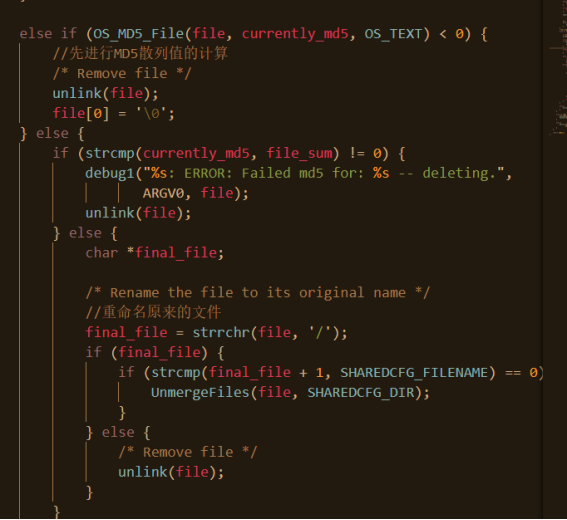 else if (OS_MD5_File(file, currently_md5, OS_TEXT) < 0) {
//先进行MD5散列值的计算
/* Remove file */
unlink(file);
file[0] = '\0';
} else {
if (strcmp(currently_md5, file_sum) != 0) {
debug1("%s: ERROR: Failed md5 for: %s -- deleting.",
ARGV0, file);
unlink(file);
} else {
char *final_file;
/* Rename the file to its original name */
//重命名原来的文件
final_file = strrchr(file, '/');
if (final_file) {
if (strcmp(final_file + 1, SHAREDCFG_FILENAME) == 0)
UnmergeFiles(file, SHAREDCFG_DIR);
}
} else {
/* Remove file */
unlink(file);
}
}